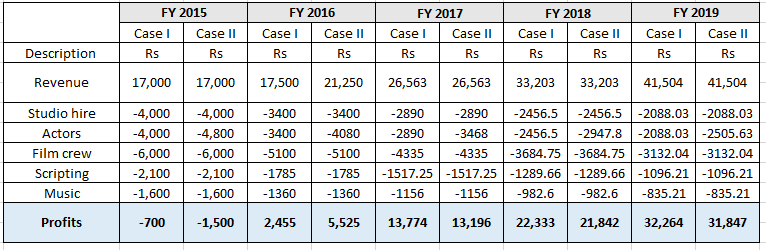 FY 2015 FY 2016 FY 2017 FY 2018 FY 2019
Case I Case II Case I Case II Case I Case II Case I Case II Case I Case II
Description Rs Rs Rs Rs Rs Rs Rs Rs Rs Rs
Revenue 17,000 17,000 17,500 21,250 26,563 26,563 33,203 33,203 41,504 41,504
Studio hire -4,000 -4,000 -3400 -3400 -2890 -2890 -2456.5 -2456.5 -2088.03 -2088.03
Actors -4,000 -4,800 -3400 -4080 -2890 -3468 -2456.5 -2947.8 -2088.03 -2505.63
Film crew -6,000 -6,000 -5100 -5100 -4335 -4335 -3684.75 -3684.75 -3132.04 -3132.04
Scripting -2,100 -2,100 -1785 -1785 -1517.25 -1517.25 -1289.66 -1289.66 -1096.21 -1096.21
Music -1,600 -1,600 -1360 -1360 -1156 -1156 -982.6 -982.6 -835.21 -835.21
Profits -700 -1,500 2,455 5,525 13,774 13,196 22,333 21,842 32,264 31,847